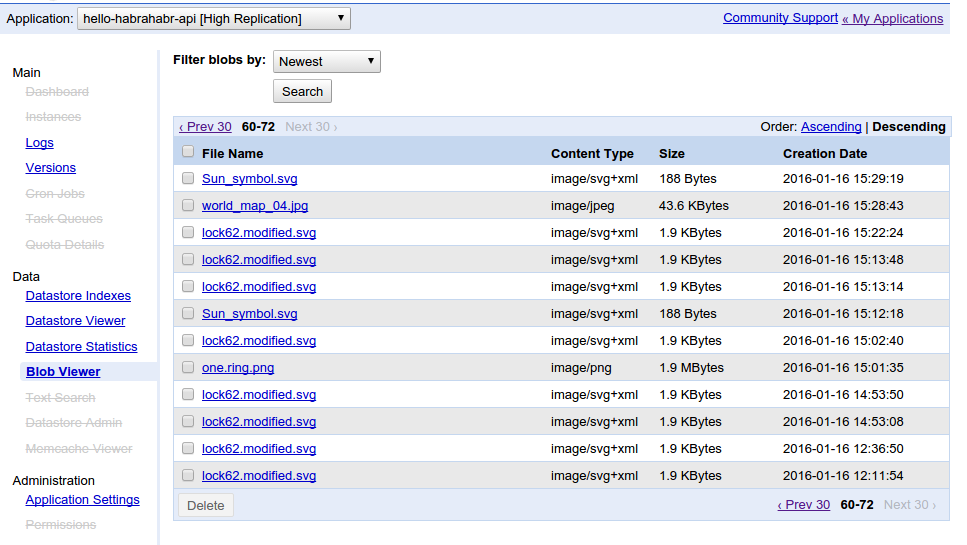 Application: hello-habrahabr-api [High Replication] Community Support « My Applications
Filter blobs by: Newest
Search
Main
Dashboard
Instances
Logs
Versions
Cron Jobs
Task Queues
Quota Details
Data
Datastore Indexes
Datastore Viewer
Datastore Statistics
Blob Viewer
Text Search
Datastore Admin
Memcache Viewer
Administration
Application Settings
Permissions
‹ Prev 30 60-72 Next 30 › Order: Ascending | Descending
File Name Content Type Size Creation Date
Sun_symbol.svg image/svg+xml 188 Bytes 2016-01-16 15:29:19
world_map_04.jpg image/jpeg 43.6 KBytes 2016-01-16 15:28:43
lock62.modified.svg image/svg+xml 1.9 KBytes 2016-01-16 15:22:24
lock62.modified.svg image/svg+xml 1.9 KBytes 2016-01-16 15:13:48
lock62.modified.svg image/svg+xml 1.9 KBytes 2016-01-16 15:13:14
Sun_symbol.svg image/svg+xml 188 Bytes 2016-01-16 15:12:18
lock62.modified.svg image/svg+xml 1.9 KBytes 2016-01-16 15:02:40
one.ring.png image/png 1.9 MBytes 2016-01-16 15:01:35
lock62.modified.svg image/svg+xml 1.9 KBytes 2016-01-16 14:53:50
lock62.modified.svg image/svg+xml 1.9 KBytes 2016-01-16 14:53:08
lock62.modified.svg image/svg+xml 1.9 KBytes 2016-01-16 12:36:50
lock62.modified.svg image/svg+xml 1.9 KBytes 2016-01-16 12:11:54
Delete ‹ Prev 30 60-72 Next 30 ›